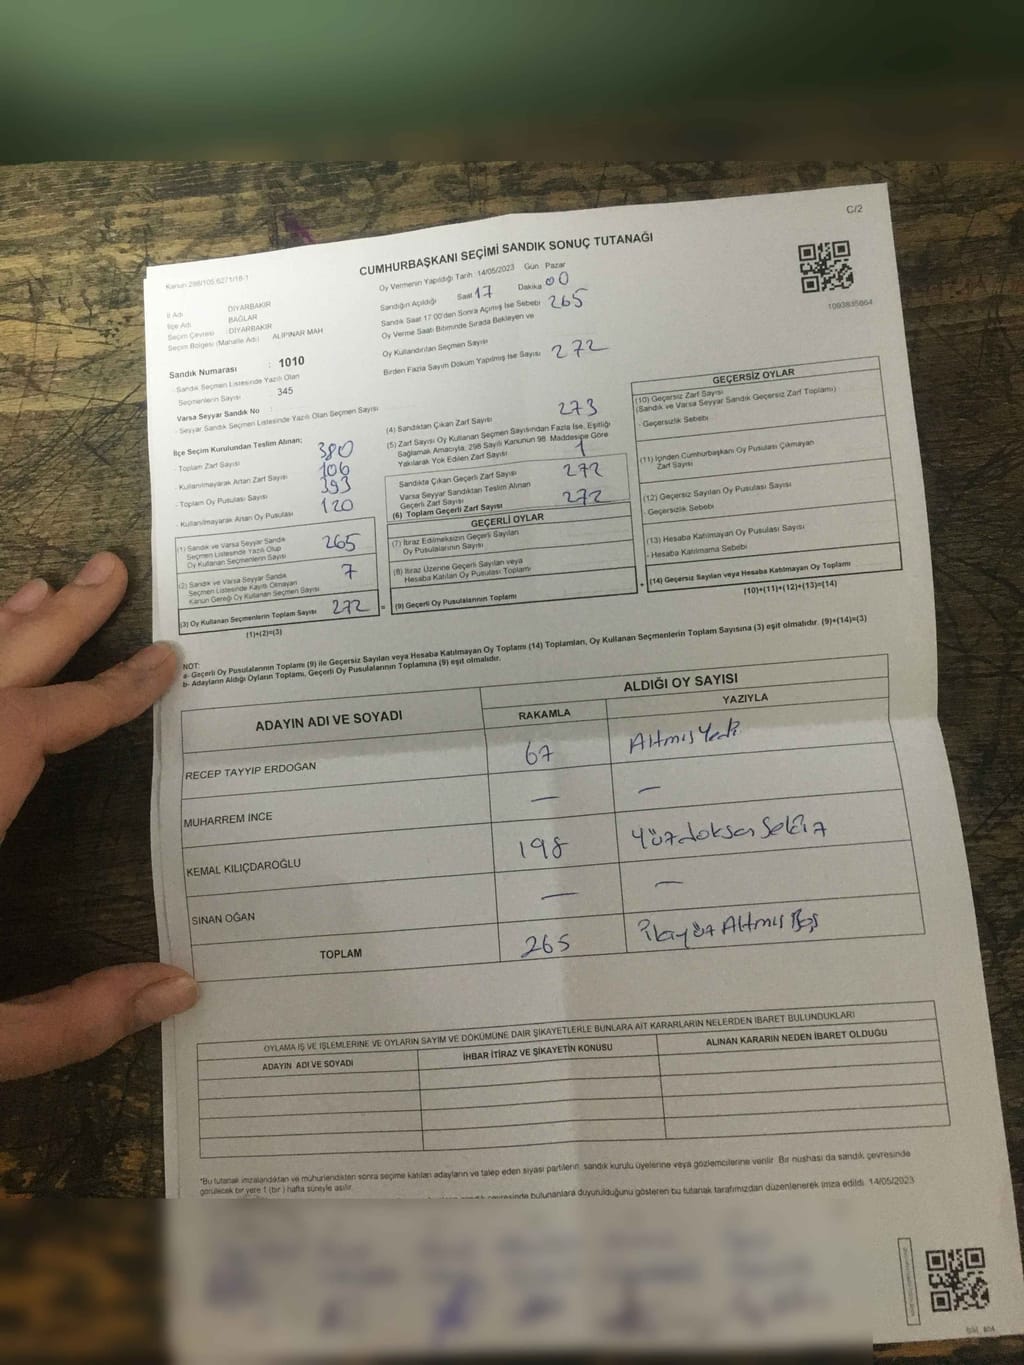 C/2
Kanun 298/105.6271/18-1
CUMHURBAŞKANI SEÇİMİ SANDIK SONUÇ TUTANAĞI
İl Adı : DİYARBAKIR
İlçe Adı : BAĞLAR
Seçim Çevresi : DİYARBAKIR
Seçim Bölgesi (Mahalle Adı) : ALİPINAR MAH
Oy Vermenin Yapıldığı Tarih : 14/05/2023 Gün : Pazar
Sandığın Açıldığı Saat 17 Dakika 00
Sandık Saat 17:00'den Sonra Açılmış İse Sebebi 265
Oy Verme Saati Bitiminde Sırada Bekleyen ve
Oy Kullandırılan Seçmen Sayısı
Birden Fazla Sayım Döküm Yapılmış İse Sayısı 272
1093835664
Sandık Numarası : 1010
- Sandık Seçmen Listesinde Yazılı Olan
Seçmenlerin Sayısı : 345
Varsa Seyyar Sandık No :
- Seyyar Sandık Seçmen Listesinde Yazılı Olan Seçmen Sayısı :
İlçe Seçim Kurulundan Teslim Alınan;
- Toplam Zarf Sayısı 380
- Kullanılmayarak Artan Zarf Sayısı 106
- Toplam Oy Pusulası Sayısı 393
- Kullanılmayarak Artan Oy Pusulası 120
(1) Sandık ve Varsa Seyyar Sandık
Seçmen Listesinde Yazılı Olup
Oy Kullanan Seçmenlerin Sayısı 265
(2) Sandık ve Varsa Seyyar Sandık
Seçmen Listesinde Kayıtlı Olmayan
Kanun Gereği Oy Kullanan Seçmen Sayısı 7
(3) Oy Kullanan Seçmenlerin Toplam Sayısı 272 =
(1)+(2)=(3)
(4) Sandıktan Çıkan Zarf Sayısı 273
(5) Zarf Sayısı Oy Kullanan Seçmen Sayısından Fazla İse, Eşitliği
Sağlamak Amacıyla; 298 Sayılı Kanunun 98. Maddesine Göre
Yakılarak Yok Edilen Zarf Sayısı 1
Sandıkta Çıkan Geçerli Zarf Sayısı 272
Varsa Seyyar Sandıktan Teslim Alınan
Geçerli Zarf Sayısı
(6) Toplam Geçerli Zarf Sayısı 272
GEÇERLİ OYLAR
(7) İtiraz Edilmeksizin Geçerli Sayılan
Oy Pusulalarının Sayısı
(8) İtiraz Üzerine Geçerli Sayılan veya
Hesaba Katılan Oy Pusulası Toplamı
(9) Geçerli Oy Pusulalarının Toplamı
+
GEÇERSİZ OYLAR
(10) Geçersiz Zarf Sayısı
(Sandık ve Varsa Seyyar Sandık Geçersiz Zarf Toplamı)
- Geçersizlik Sebebi
(11) İçinden Cumhurbaşkanı Oy Pusulası Çıkmayan
Zarf Sayısı
(12) Geçersiz Sayılan Oy Pusulası Sayısı
- Geçersizlik Sebebi
(13) Hesaba Katılmayan Oy Pusulası Sayısı
- Hesaba Katılmama Sebebi
(14) Geçersiz Sayılan veya Hesaba Katılmayan Oy Toplamı
(10)+(11)+(12)+(13)=(14)
NOT:
a- Geçerli Oy Pusulalarının Toplamı (9) ile Geçersiz Sayılan veya Hesaba Katılmayan Oy Toplamı (14) Toplamları, Oy Kullanan Seçmenlerin Toplam Sayısına (3) eşit olmalıdır. (9)+(14)=(3)
b- Adayların Aldığı Oyların Toplamı, Geçerli Oy Pusulalarının Toplamına (9) eşit olmalıdır.
ADAYIN ADI VE SOYADI
ALDIĞI OY SAYISI
RAKAMLA YAZIYLA
RECEP TAYYİP ERDOĞAN 67 Altmış Yedi
MUHARREM İNCE — —
KEMAL KILIÇDAROĞLU 198 Yüzdoksan Sekiz
SİNAN OĞAN — —
TOPLAM 265 İkiyüz Altmış Beş
OYLAMA İŞ VE İŞLEMLERİNE VE OYLARIN SAYIM VE DÖKÜMÜNE DAİR ŞİKAYETLERLE BUNLARA AİT KARARLARIN NELERDEN İBARET BULUNDUKLARI
ADAYIN ADI VE SOYADI İHBAR İTİRAZ VE ŞİKAYETİN KONUSU ALINAN KARARIN NEDEN İBARET OLDUĞU
*Bu tutanak imzalandıktan ve mühürlendikten sonra seçime katılan adayların ve talep eden siyasi partilerin, sandık kurulu üyelerine veya gözlemcilerine verilir. Bir nüshası da sandık çevresinde
görülecek bir yere 1 (bir) hafta süreyle asılır.
çevresinde bulunanlara duyurulduğunu gösteren bu tutanak tarafımızdan düzenlenerek imza edildi. 14/05/2023